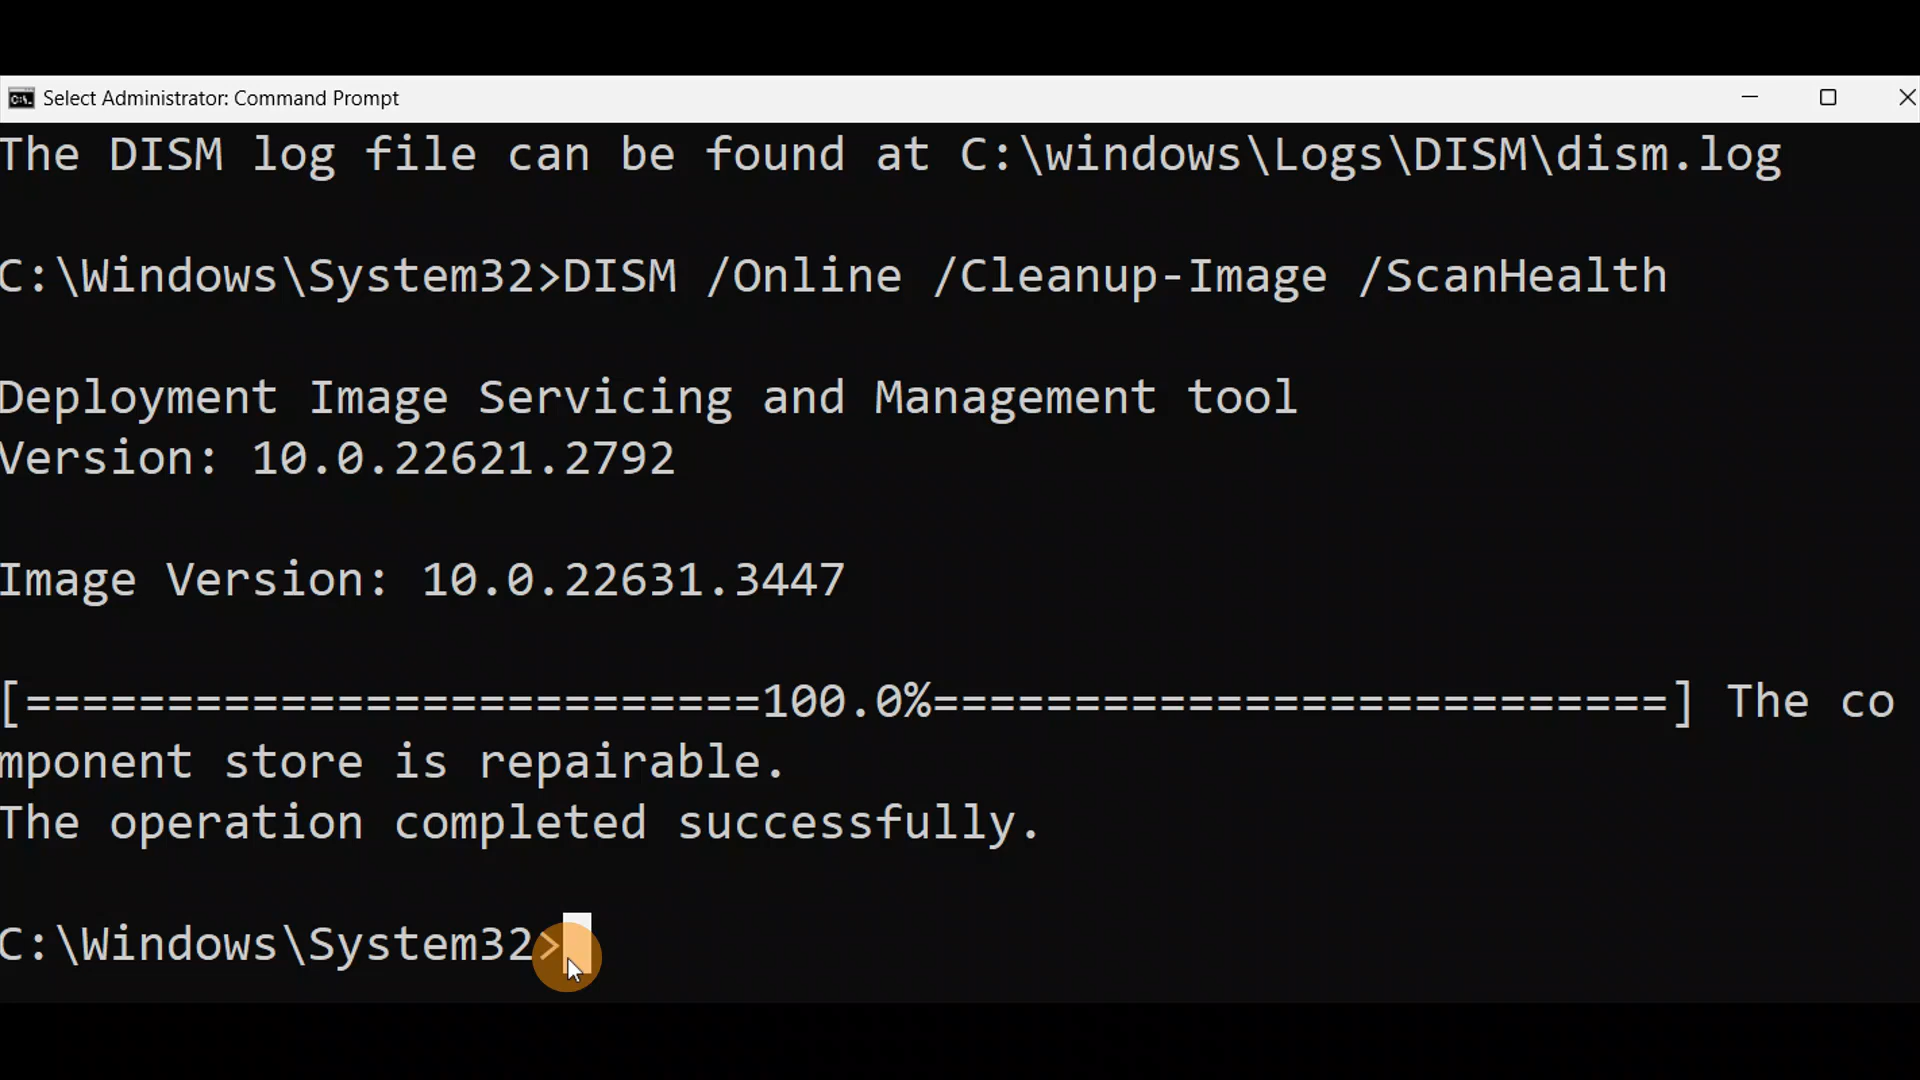 Select Administrator: Command Prompt
The DISM log file can be found at C:\windows\Logs\DISM\dism.log
C:\Windows\System32>DISM /Online /Cleanup-Image /ScanHealth
Deployment Image Servicing and Management tool
Version: 10.0.22621.2792
Image Version: 10.0.22631.3447
[==========================100.0%==========================] The co
mponent store is repairable.
The operation completed successfully.
C:\Windows\System32>